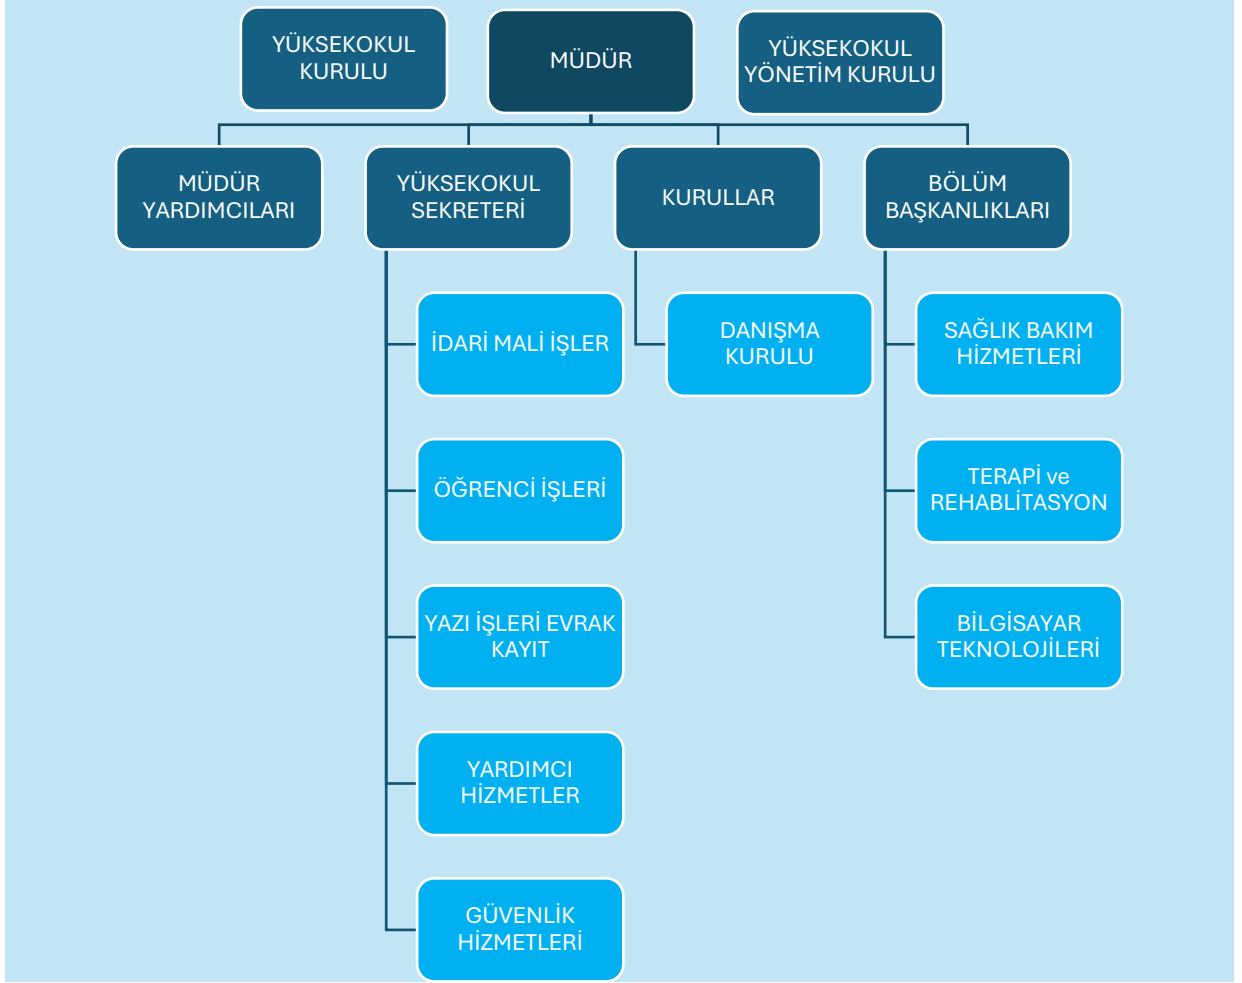 YÜKSEKOKUL
KURULU
MÜDÜR
YÜKSEKOKUL
YÖNETİM KURULU
MÜDÜR
YARDIMCILARI
YÜKSEKOKUL
SEKRETERİ
KURULLAR
BÖLÜM
BAŞKANLIKLARI
İDARİ MALİ İŞLER
DANIŞMA
KURULU
SAĞLIK BAKIM
HİZMETLERİ
ÖĞRENCİ İŞLERİ
TERAPİ ve
REHABLİTASYON
YAZI İŞLERİ EVRAK
KAYIT
BİLGİSAYAR
TEKNOLOJİLERİ
YARDIMCI
HİZMETLER
GÜVENLİK
HİZMETLERİ